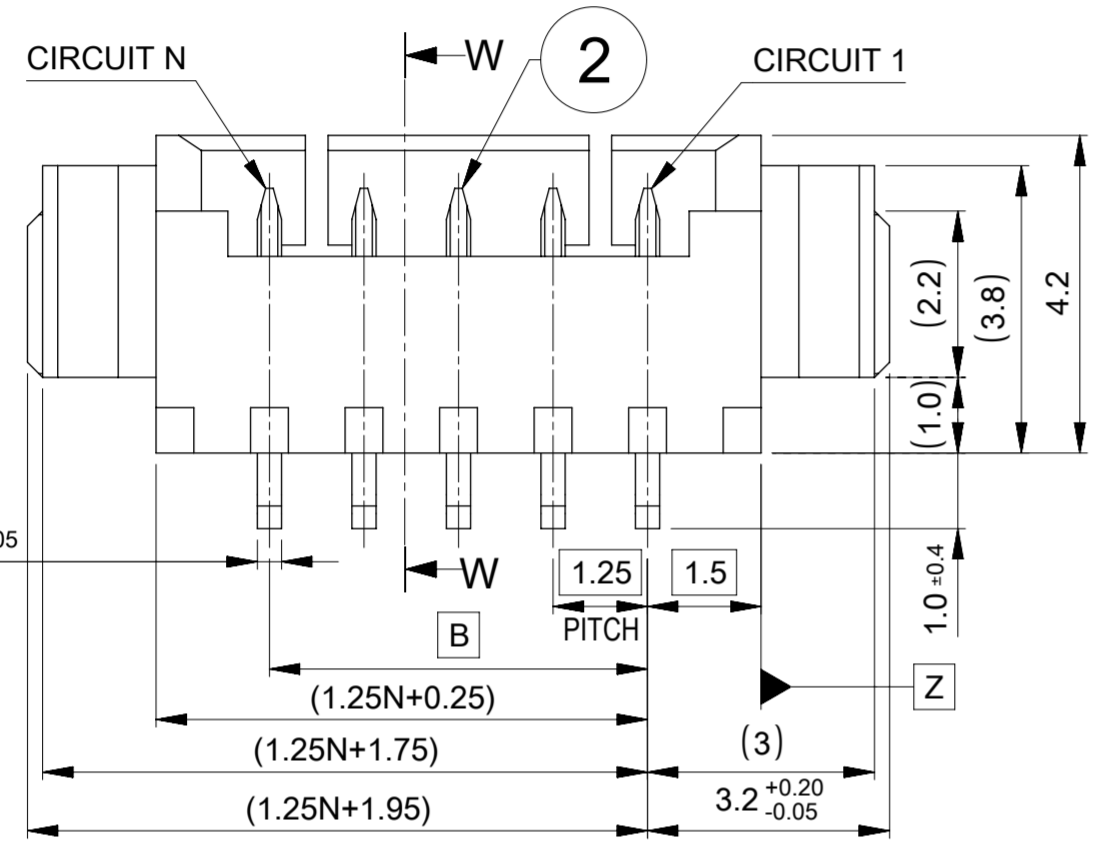 CIRCUIT N
W
2
CIRCUIT 1
(2.2)
(3.8)
4.2
(1.0)
05
W
1.25
1.5
PITCH
1.0 ±0.4
B
Z
(1.25N+0.25)
(1.25N+1.75)
(3)
(1.25N+1.95)
3.2 +0.20
-0.05